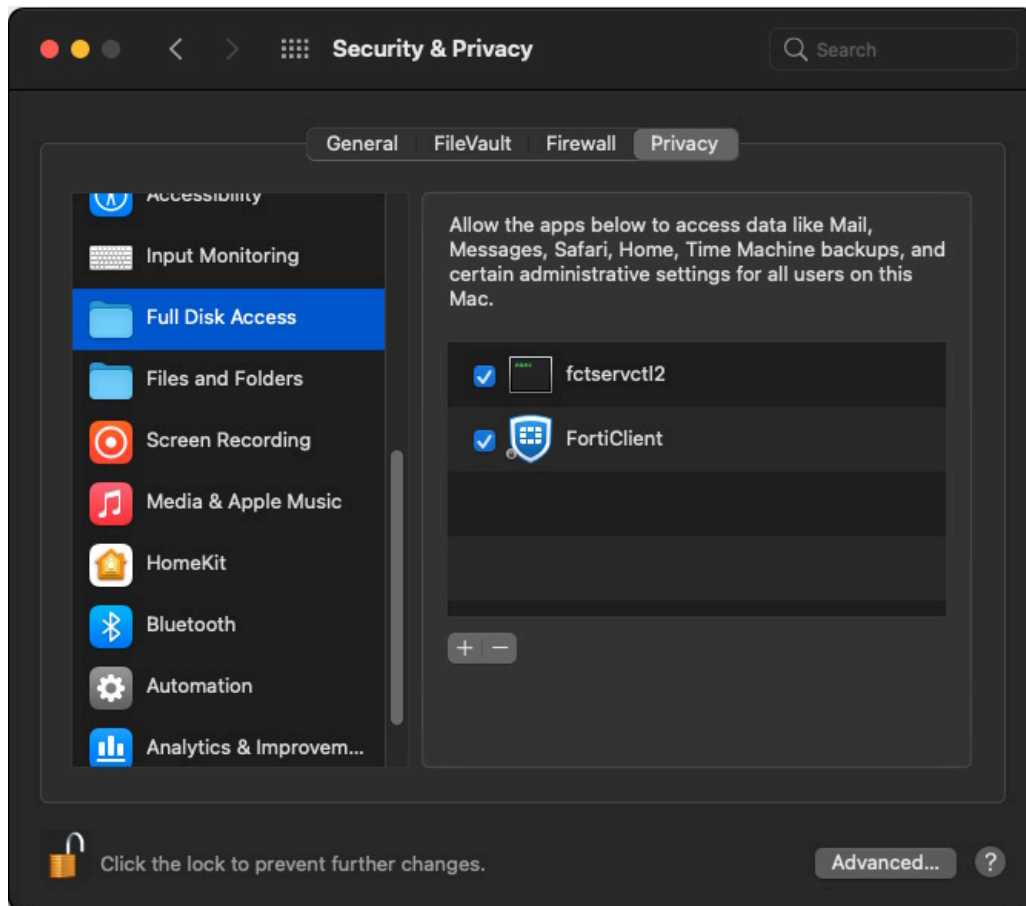 Security & Privacy
Search
General
FileVault
Firewall
Privacy
Accessibility
Input Monitoring
Full Disk Access
Files and Folders
Screen Recording
Media & Apple Music
HomeKit
Bluetooth
Automation
Analytics & Improvem...
Allow the apps below to access data like Mail,
Messages, Safari, Home, Time Machine backups, and
certain administrative settings for all users on this
Mac.
fctservctl2
FortiClient
Click the lock to prevent further changes.
Advanced...
?